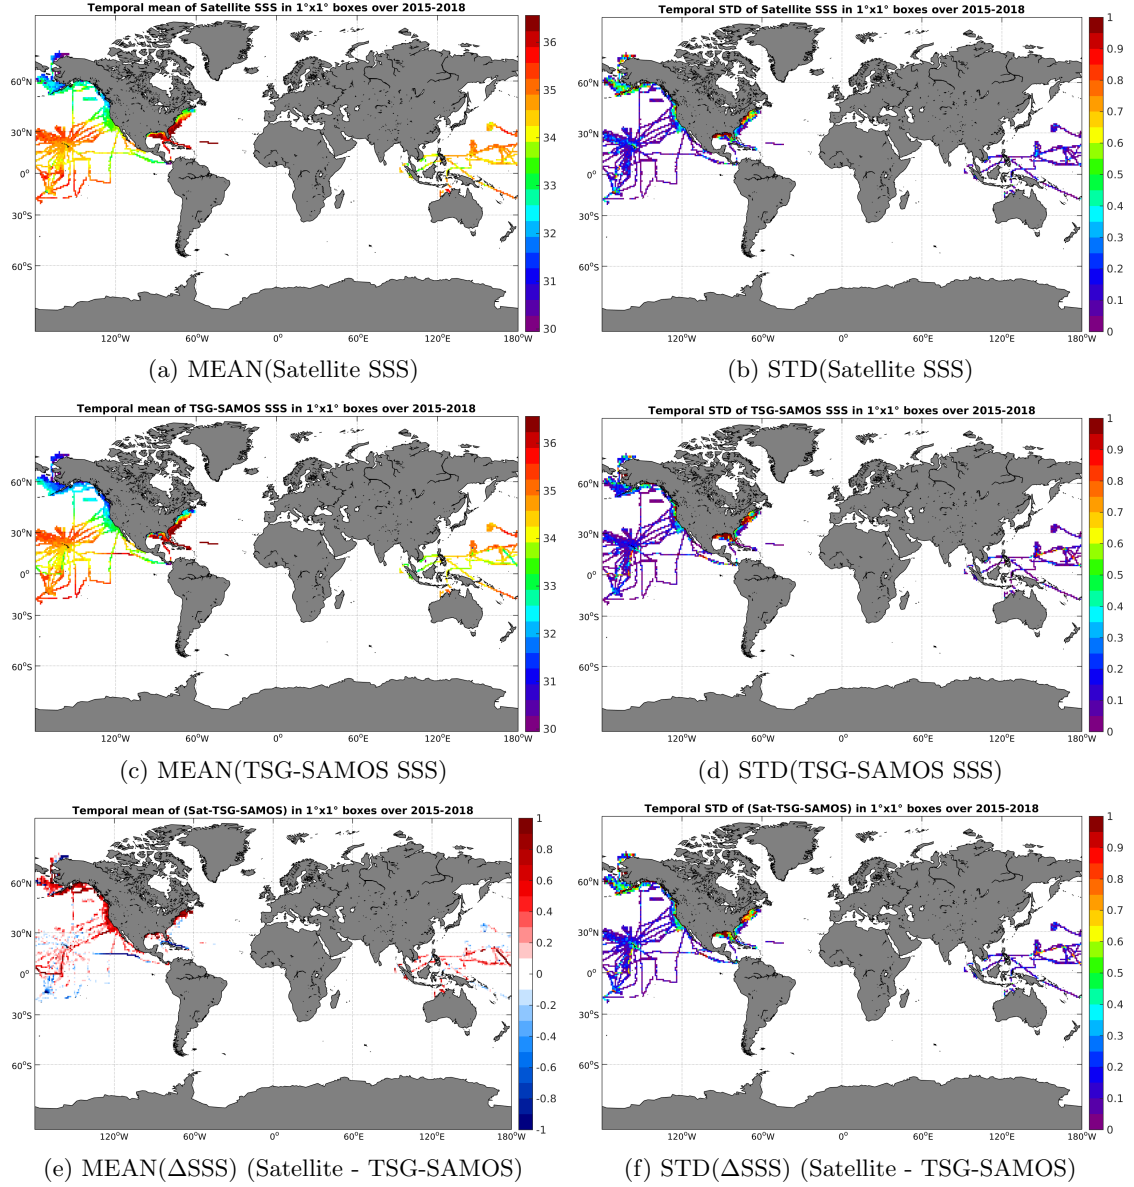 Temporal mean of Satellite SSS in 1°x1° boxes over 2015-2018
60°N
30°N
0°
30°S
60°S
120°W 60°W 0° 60°E 120°E 180°W
36
35
34
33
32
31
30
(a) MEAN(Satellite SSS)
Temporal STD of Satellite SSS in 1°x1° boxes over 2015-2018
60°N
30°N
0°
30°S
60°S
120°W 60°W 0° 60°E 120°E 180°W
1
0.9
0.8
0.7
0.6
0.5
0.4
0.3
0.2
0.1
0
(b) STD(Satellite SSS)
Temporal mean of TSG-SAMOS SSS in 1°x1° boxes over 2015-2018
60°N
30°N
0°
30°S
60°S
120°W 60°W 0° 60°E 120°E 180°W
36
35
34
33
32
31
30
(c) MEAN(TSG-SAMOS SSS)
Temporal STD of TSG-SAMOS SSS in 1°x1° boxes over 2015-2018
60°N
30°N
0°
30°S
60°S
120°W 60°W 0° 60°E 120°E 180°W
1
0.9
0.8
0.7
0.6
0.5
0.4
0.3
0.2
0.1
0
(d) STD(TSG-SAMOS SSS)
Temporal mean of (Sat-TSG-SAMOS) in 1°x1° boxes over 2015-2018
60°N
30°N
0°
30°S
60°S
120°W 60°W 0° 60°E 120°E 180°W
1
0.8
0.6
0.4
0.2
0
-0.2
-0.4
-0.6
-0.8
-1
(e) MEAN(ΔSSS) (Satellite - TSG-SAMOS)
Temporal STD of (Sat-TSG-SAMOS) in 1°x1° boxes over 2015-2018
60°N
30°N
0°
30°S
60°S
120°W 60°W 0° 60°E 120°E 180°W
1
0.9
0.8
0.7
0.6
0.5
0.4
0.3
0.2
0.1
0
(f) STD(ΔSSS) (Satellite - TSG-SAMOS)